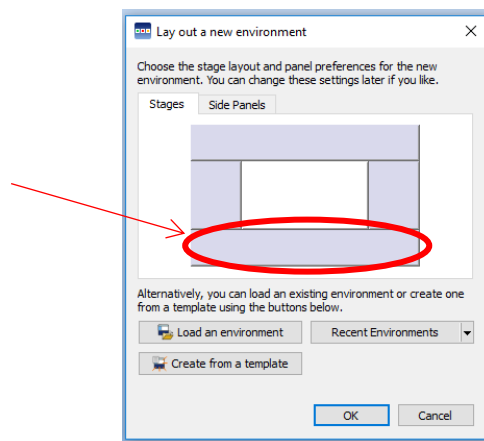 Lay out a new environment
Choose the stage layout and panel preferences for the new
environment. You can change these settings later if you like.
Stages Side Panels
Alternatively, you can load an existing environment or create one
from a template using the buttons below.
Load an environment Recent Environments
Create from a template
OK Cancel